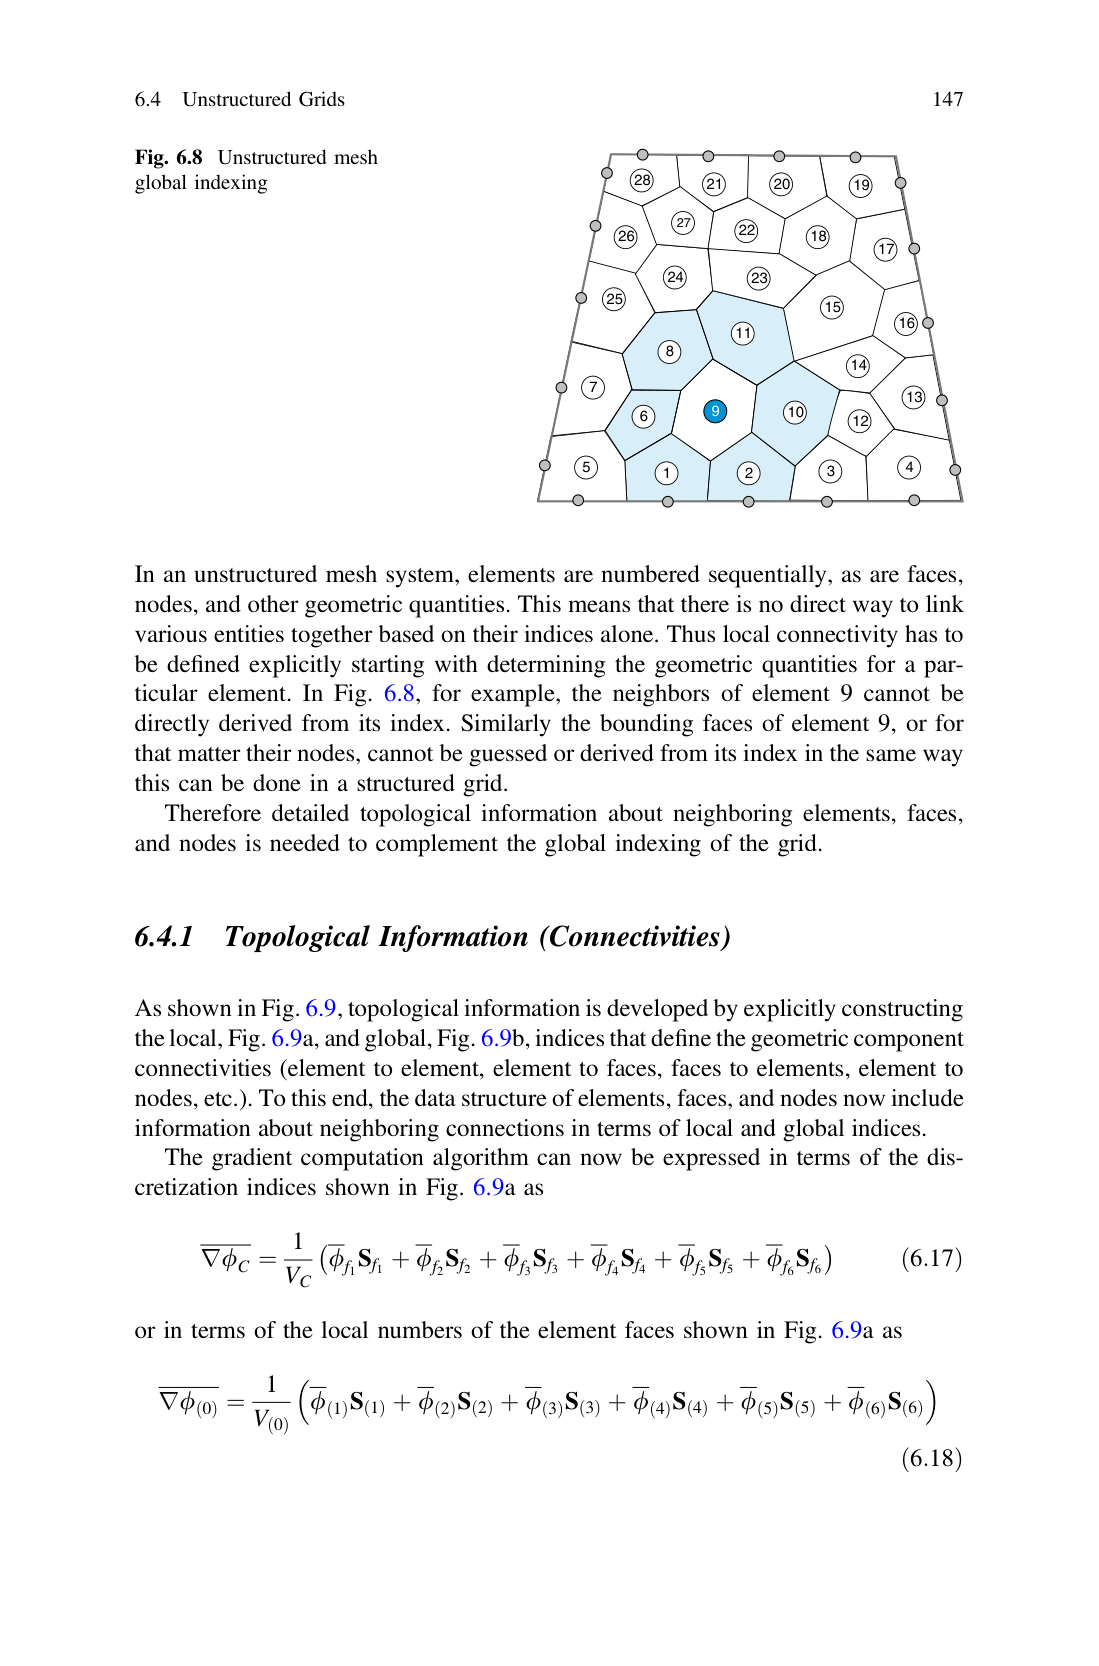 6.4 Unstructured Grids 147
Fig. 6.8 Unstructured mesh
global indexing
28 21 20 19
27 22 18 26 17
24 23 25 15
16 11 8 14
7 13 9 10 6 12
5 1 2 3 4
In an unstructured mesh system, elements are numbered sequentially, as are faces,
nodes, and other geometric quantities. This means that there is no direct way to link
various entities together based on their indices alone. Thus local connectivity has to
be defined explicitly starting with determining the geometric quantities for a par-
ticular element. In Fig. 6.8, for example, the neighbors of element 9 cannot be
directly derived from its index. Similarly the bounding faces of element 9, or for
that matter their nodes, cannot be guessed or derived from its index in the same way
this can be done in a structured grid.
Therefore detailed topological information about neighboring elements, faces,
and nodes is needed to complement the global indexing of the grid.
6.4.1 Topological Information (Connectivities)
As shown in Fig. 6.9, topological information is developed by explicitly constructing
the local, Fig. 6.9a, and global, Fig. 6.9b, indices that define the geometric component
connectivities (element to element, element to faces, faces to elements, element to
nodes, etc.). To this end, the data structure of elements, faces, and nodes now include
information about neighboring connections in terms of local and global indices.
The gradient computation algorithm can now be expressed in terms of the dis-
cretization indices shown in Fig. 6.9a as
$\overline{\nabla\phi_C} = \frac{1}{V_C}\left(\overline{\phi}_{f_1}\mathbf{S}_{f_1} + \overline{\phi}_{f_2}\mathbf{S}_{f_2} + \overline{\phi}_{f_3}\mathbf{S}_{f_3} + \overline{\phi}_{f_4}\mathbf{S}_{f_4} + \overline{\phi}_{f_5}\mathbf{S}_{f_5} + \overline{\phi}_{f_6}\mathbf{S}_{f_6}\right)$ (6.17)
or in terms of the local numbers of the element faces shown in Fig. 6.9a as
$\overline{\nabla\phi_{(0)}} = \frac{1}{V_{(0)}}\left(\overline{\phi}_{(1)}\mathbf{S}_{(1)} + \overline{\phi}_{(2)}\mathbf{S}_{(2)} + \overline{\phi}_{(3)}\mathbf{S}_{(3)} + \overline{\phi}_{(4)}\mathbf{S}_{(4)} + \overline{\phi}_{(5)}\mathbf{S}_{(5)} + \overline{\phi}_{(6)}\mathbf{S}_{(6)}\right)$
(6.18)